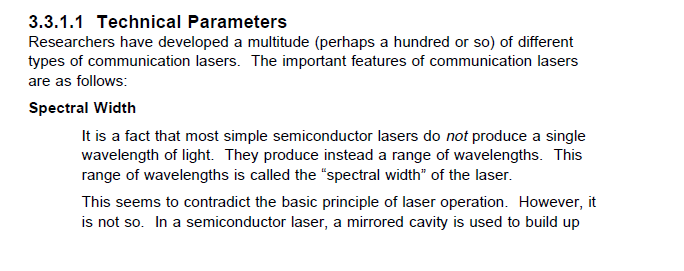 3.3.1.1 Technical Parameters
Researchers have developed a multitude (perhaps a hundred or so) of different
types of communication lasers. The important features of communication lasers
are as follows:
Spectral Width
It is a fact that most simple semiconductor lasers do not produce a single
wavelength of light. They produce instead a range of wavelengths. This
range of wavelengths is called the “spectral width” of the laser.
This seems to contradict the basic principle of laser operation. However, it
is not so. In a semiconductor laser, a mirrored cavity is used to build up